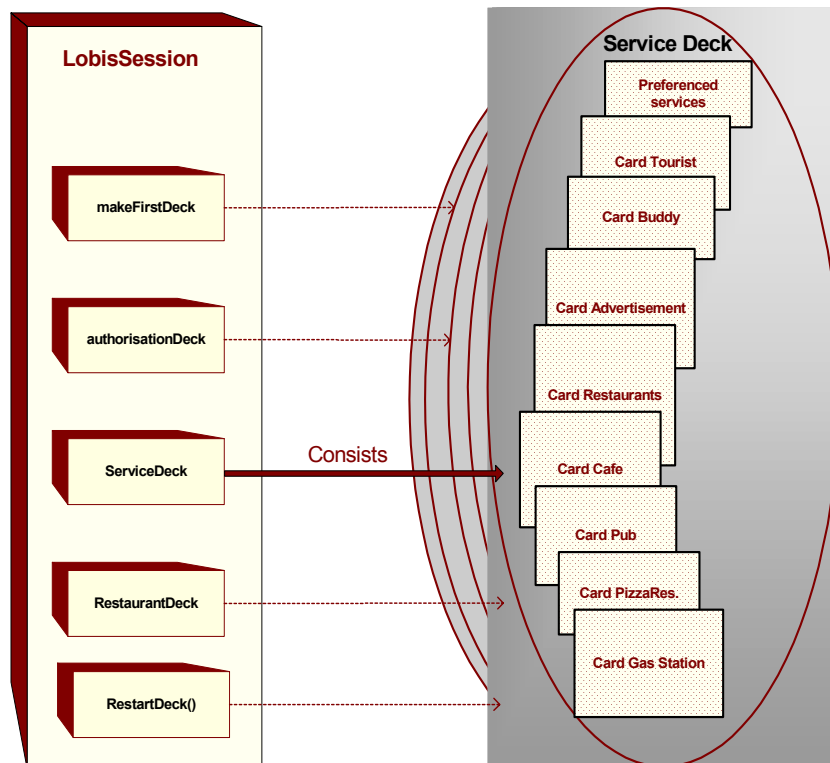 LobisSession
makeFirstDeck
authorisationDeck
ServiceDeck
RestaurantDeck
RestartDeck()
Consists
Service Deck
Preferenced
services
Card Tourist
Card Buddy
Card Advertisement
Card Restaurants
Card Cafe
Card Pub
Card PizzaRes.
Card Gas Station